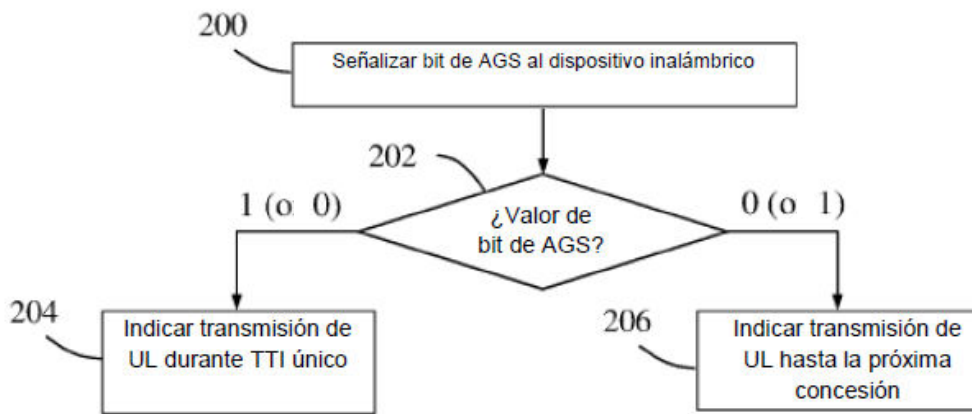 200
Señalizar bit de AGS al dispositivo inalámbrico
202
1 (o 0)
0 (o 1)
¿Valor de
bit de AGS?
204
Indicar transmisión de
UL durante TTI único
206
Indicar transmisión de
UL hasta la próxima
concesión